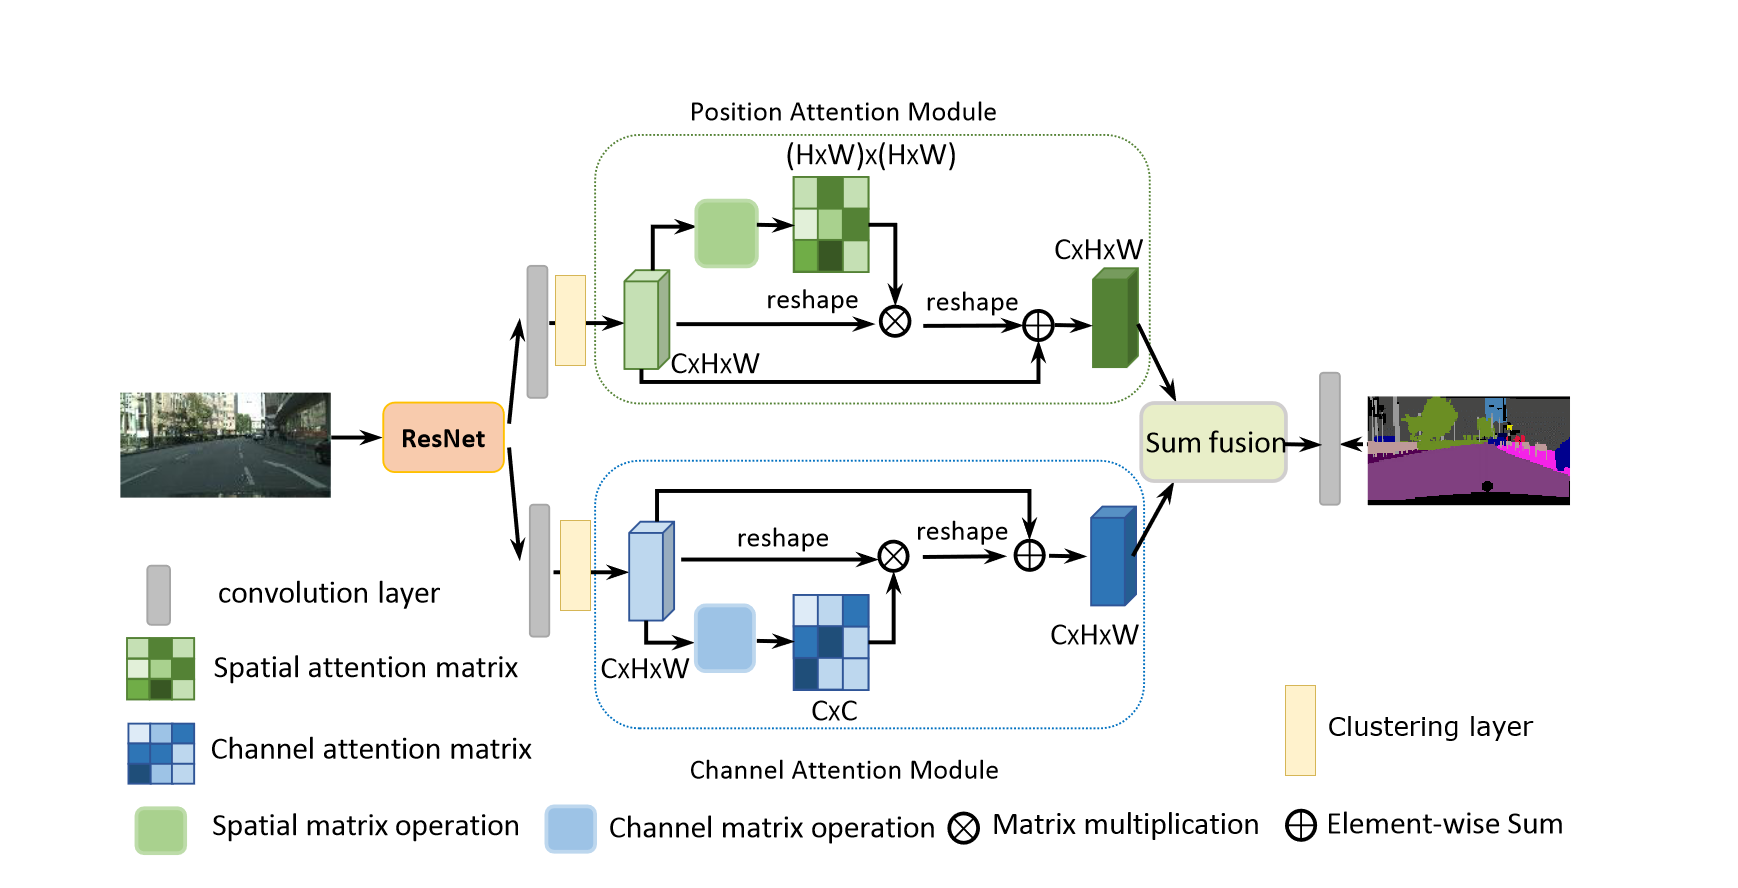 Position Attention Module
(HxW)x(HxW)
CxHxW
reshape
reshape
CxHxW
ResNet
Sum fusion
reshape
reshape
CxHxW
CxHxW
CxC
Channel Attention Module
convolution layer
Spatial attention matrix
Channel attention matrix
Clustering layer
Spatial matrix operation
Channel matrix operation
Matrix multiplication
Element-wise Sum